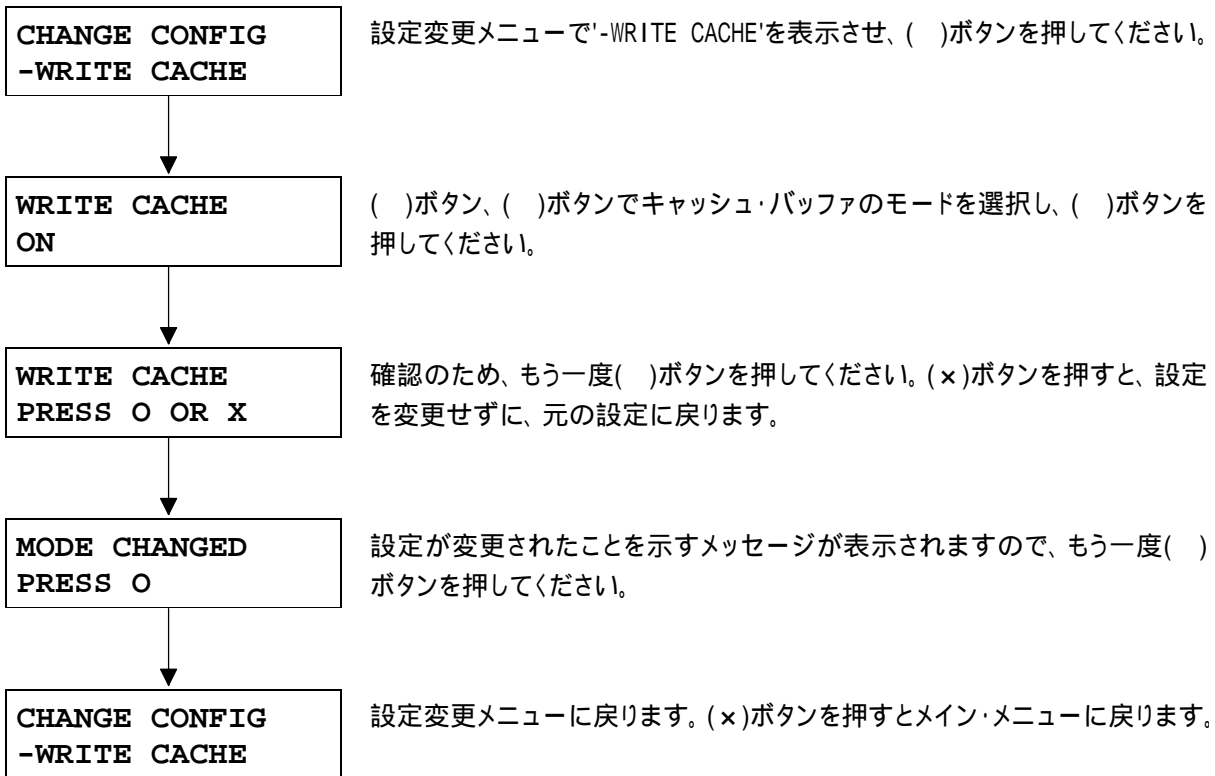 CHANGE CONFIG
-WRITE CACHE
設定変更メニューで'-WRITE CACHE'を表示させ、(　)ボタンを押してください。
WRITE CACHE
ON
(　)ボタン、(　)ボタンでキャッシュ・バッファのモードを選択し、(　)ボタンを
押してください。
WRITE CACHE
PRESS O OR X
確認のため、もう一度(　)ボタンを押してください。(×)ボタンを押すと、設定
を変更せずに、元の設定に戻ります。
MODE CHANGED
PRESS O
設定が変更されたことを示すメッセージが表示されますので、もう一度(　)
ボタンを押してください。
CHANGE CONFIG
-WRITE CACHE
設定変更メニューに戻ります。(×)ボタンを押すとメイン・メニューに戻ります。